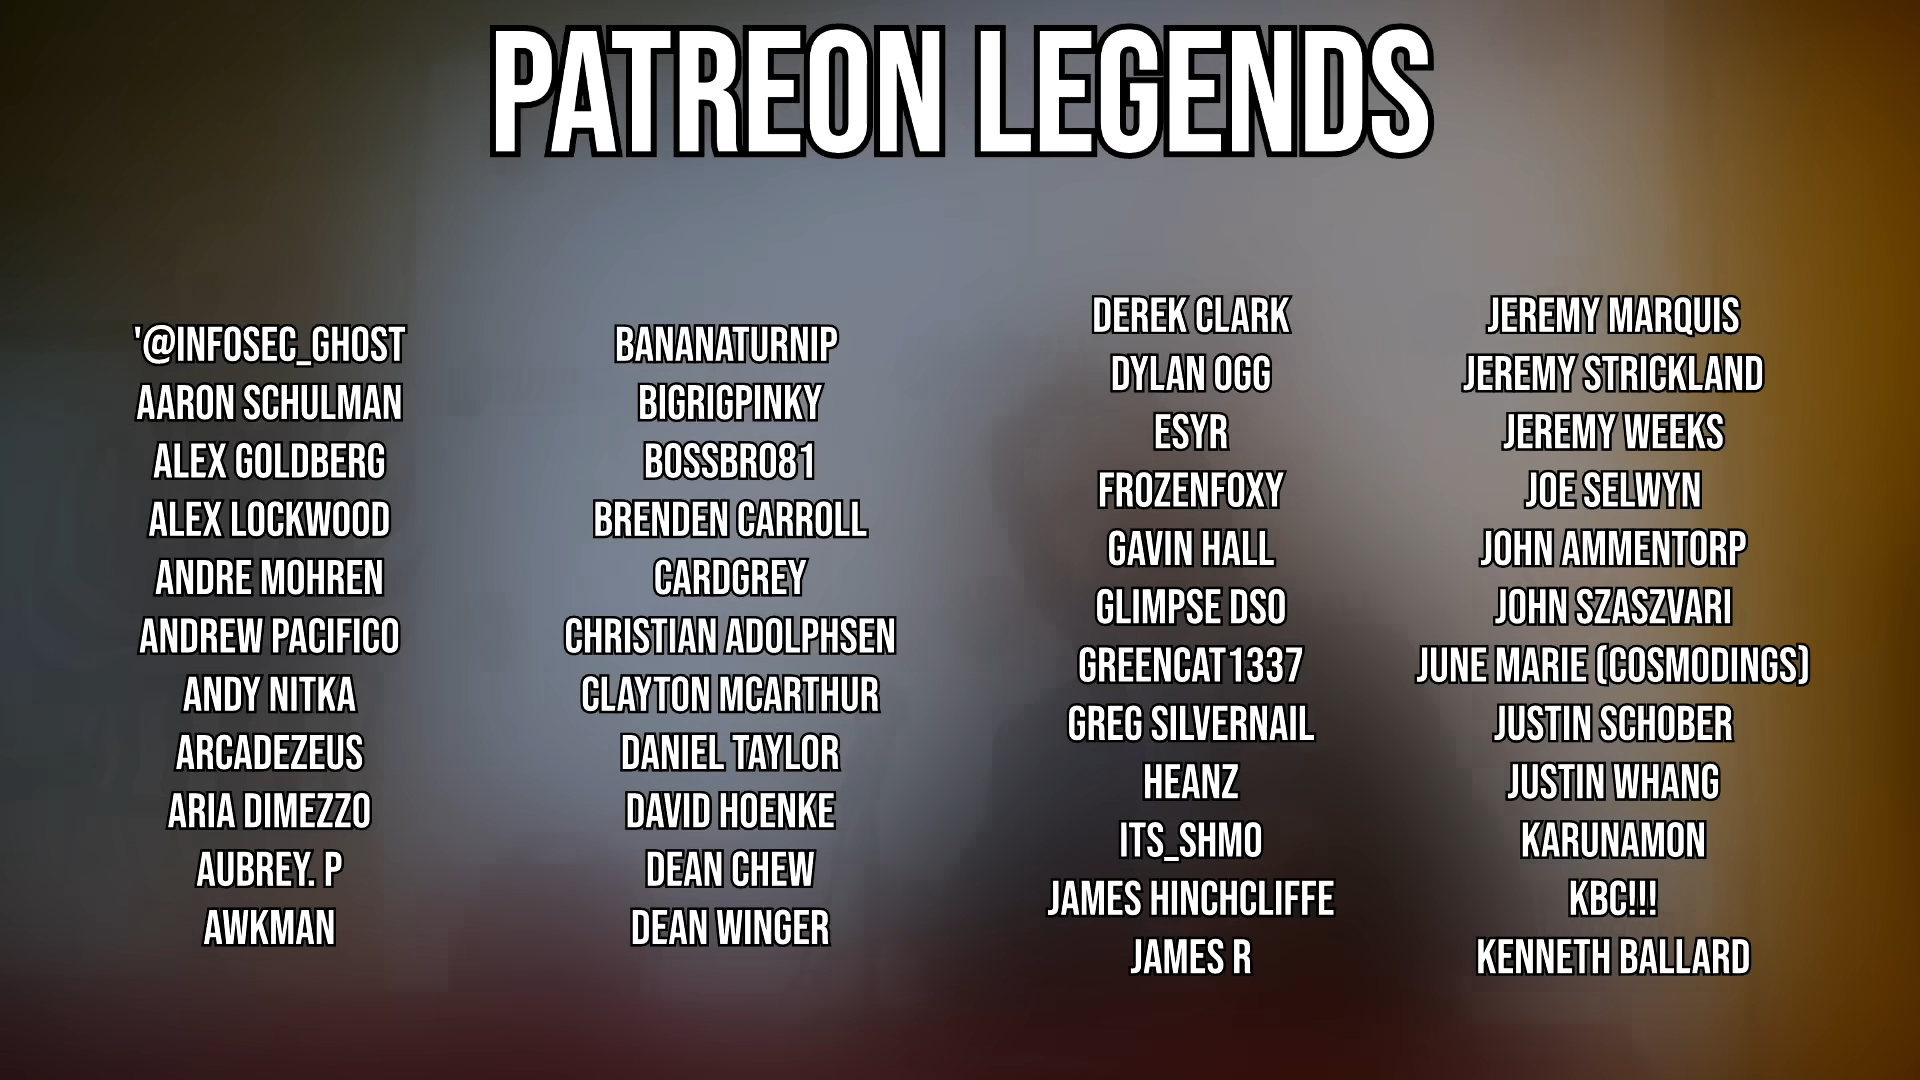 PATREON LEGENDS
'@INFOSEC_GHOST
AARON SCHULMAN
ALEX GOLDBERG
ALEX LOCKWOOD
ANDRE MOHREN
ANDREW PACIFICO
ANDY NITKA
ARCADEZEUS
ARIA DIMEZZO
AUBREY. P
AWKMAN
BANANATURNIP
BIGRIGPINKY
BOSSBRO81
BRENDEN CARROLL
CARDGREY
CHRISTIAN ADOLPHSEN
CLAYTON MCARTHUR
DANIEL TAYLOR
DAVID HOENKE
DEAN CHEW
DEAN WINGER
DEREK CLARK
DYLAN OGG
ESYR
FROZENFOXY
GAVIN HALL
GLIMPSE DSO
GREENCAT1337
GREG SILVERNAIL
HEANZ
ITS_SHMO
JAMES HINCHCLIFFE
JAMES R
JEREMY MARQUIS
JEREMY STRICKLAND
JEREMY WEEKS
JOE SELWYN
JOHN AMMENTORP
JOHN SZASZVARI
JUNE MARIE (COSMODINGS)
JUSTIN SCHOBER
JUSTIN WHANG
KARUNAMON
KBC!!!
KENNETH BALLARD